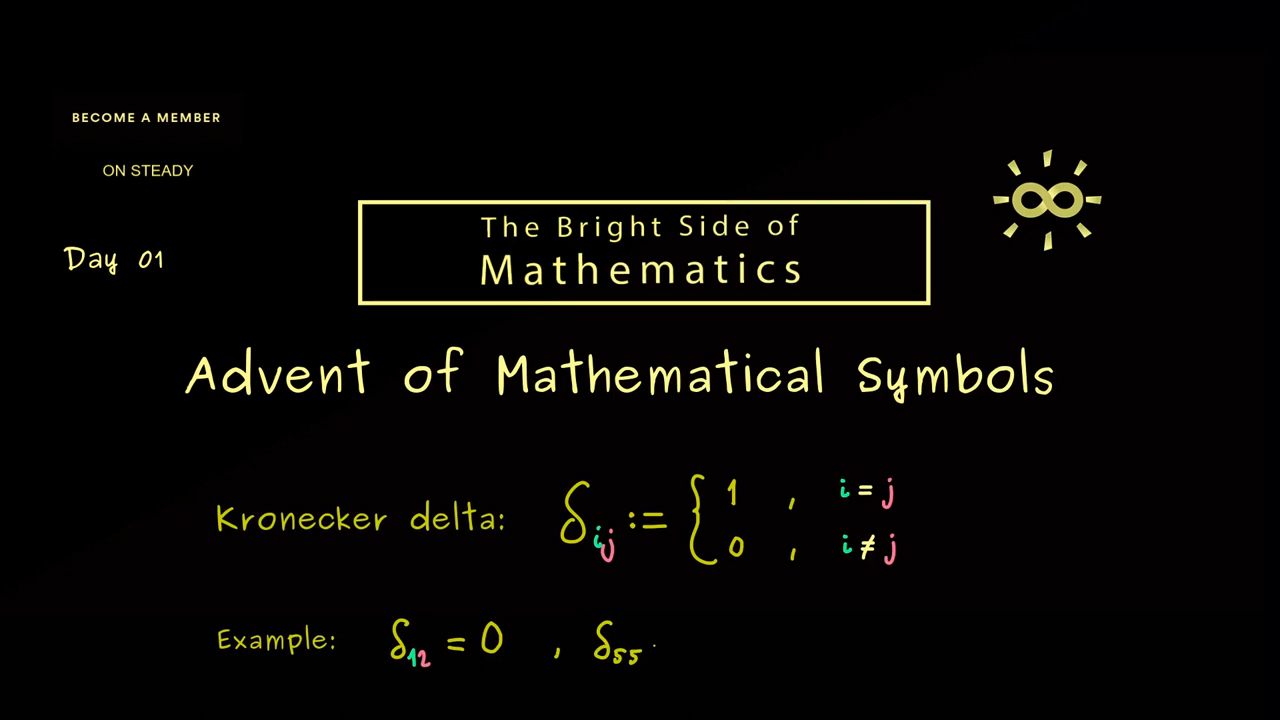 BECOME A MEMBER
ON STEADY
Day 01
The Bright Side of
Mathematics
Advent of Mathematical Symbols
Kronecker delta: δij := { 1 , i = j
0 , i ≠ j
Example: δ12 = 0 , δ55